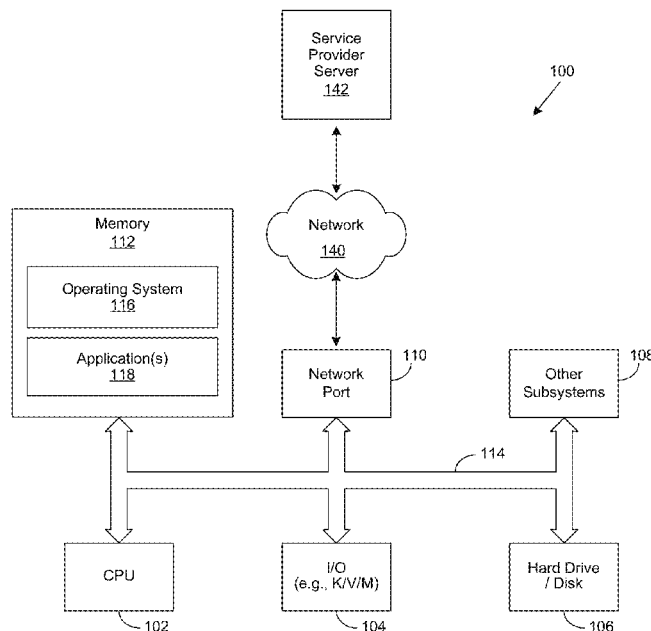 Service
Provider
Server
142
100
Memory
112
Network
140
Operating System
116
Application(s)
118
Network
Port
110
Other
Subsystems
108
114
CPU
I/O
(e.g., K/V/M)
Hard Drive
/ Disk
102
104
106